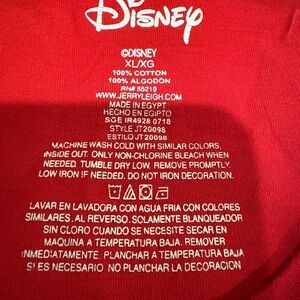 Disney
©DISNEY
XL/XG
100% COTTON
100% ALGODÓN
RN# 55219
WWW.JERRYLEIGH.COM
MADE IN EGYPT
HECHO EN EGIPTO
SGE IR4928 0718
STYLE JT20098
ESTILO JT20098
MACHINE WASH COLD WITH SIMILAR COLORS,
INSIDE OUT. ONLY NON-CHLORINE BLEACH WHEN
NEEDED. TUMBLE DRY LOW. REMOVE PROMPTLY.
LOW IRON IF NEEDED. DO NOT IRON DECORATION.
LAVAR EN LAVADORA CON AGUA FRIA CON COLORES
SIMILARES, AL REVERSO. SOLAMENTE BLANQUEADOR
SIN CLORO CUANDO SE NECESITE SECAR EN
MAQUINA A TEMPERATURA BAJA. REMOVER
INMEDIATAMENTE. PLANCHAR A TEMPERATURA BAJA
SI ES NECESARIO NO PLANCHAR LA DECORACION